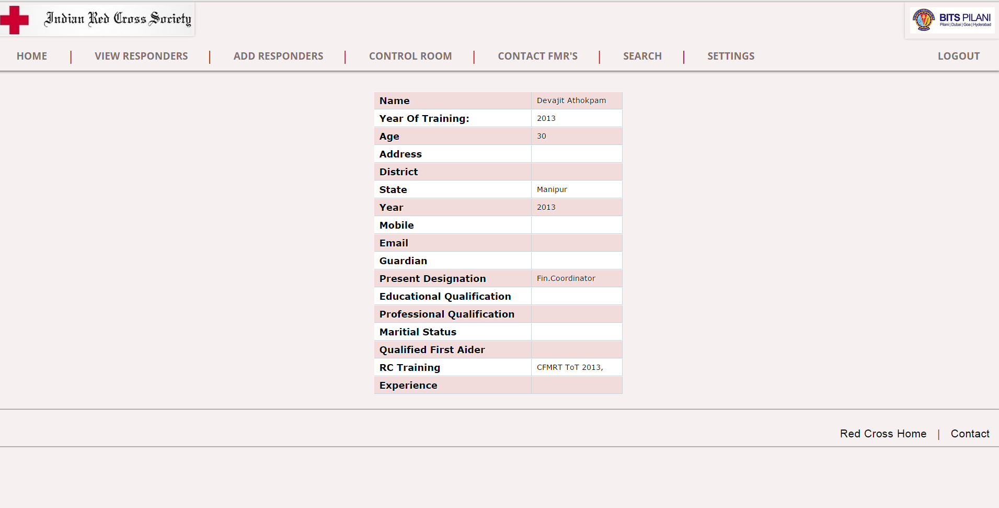 Indian Red Cross Society
BITS PILANI
Pilani | Dubai | Goa | Hyderabad
HOME | VIEW RESPONDERS | ADD RESPONDERS | CONTROL ROOM | CONTACT FMR'S | SEARCH | SETTINGS LOGOUT
Name Devajit Athokpam
Year Of Training: 2013
Age 30
Address
District
State Manipur
Year 2013
Mobile
Email
Guardian
Present Designation Fin.Coordinator
Educational Qualification
Professional Qualification
Maritial Status
Qualified First Aider
RC Training CFMRT ToT 2013,
Experience
Red Cross Home | Contact